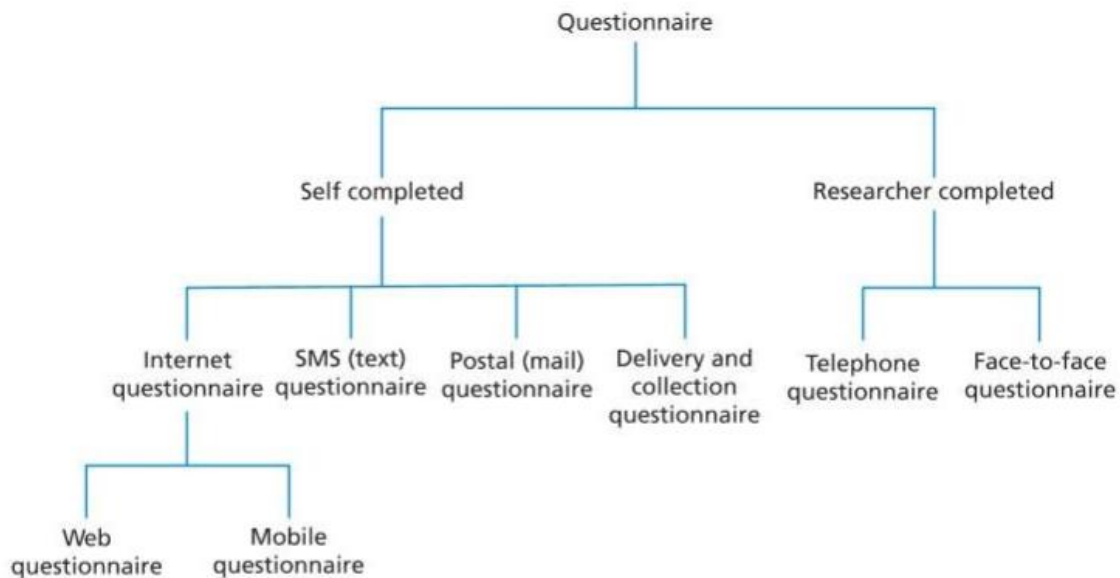 Questionnaire
Self completed
Researcher completed
Internet
questionnaire
SMS (text)
questionnaire
Postal (mail)
questionnaire
Delivery and
collection
questionnaire
Telephone
questionnaire
Face-to-face
questionnaire
Web
questionnaire
Mobile
questionnaire